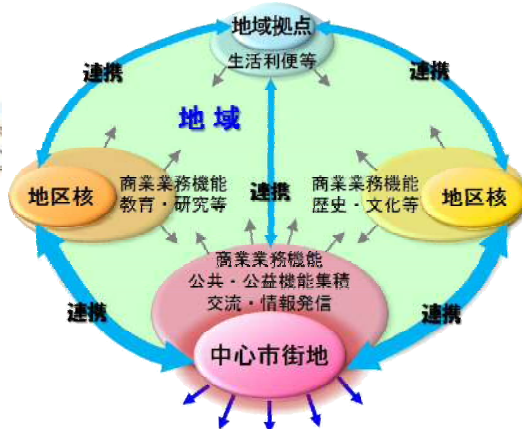 地域拠点
生活利便等
連携
連携
地域
地区核
商業業務機能
教育・研究等
連携
商業業務機能
歴史・文化等
地区核
商業業務機能
公共・公益機能集積
交流・情報発信
連携
連携
中心市街地